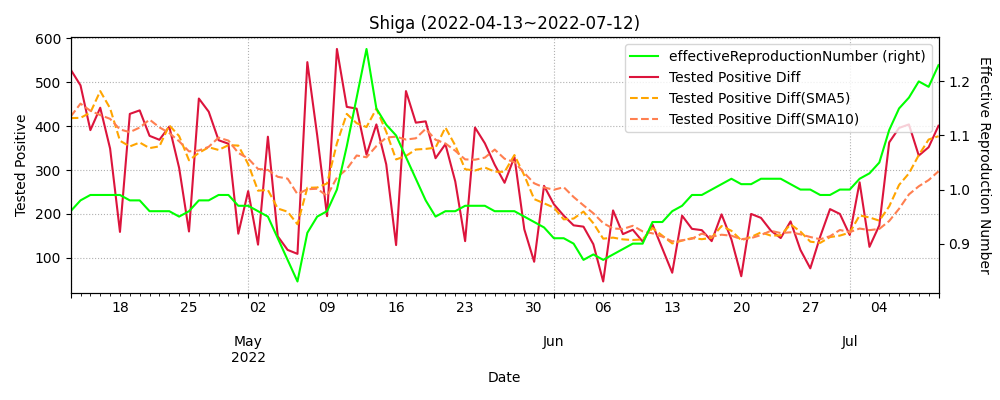 Shiga (2022-04-13~2022-07-12)
effectiveReproductionNumber (right)
Tested Positive Diff
Tested Positive Diff(SMA5)
Tested Positive Diff(SMA10)
Tested Positive
600
500
400
300
200
100
Effective Reproduction Number
1.2
1.1
1.0
0.9
18 25 02 09 16 23 30 06 13 20 27 04
May Jun Jul
2022
Date